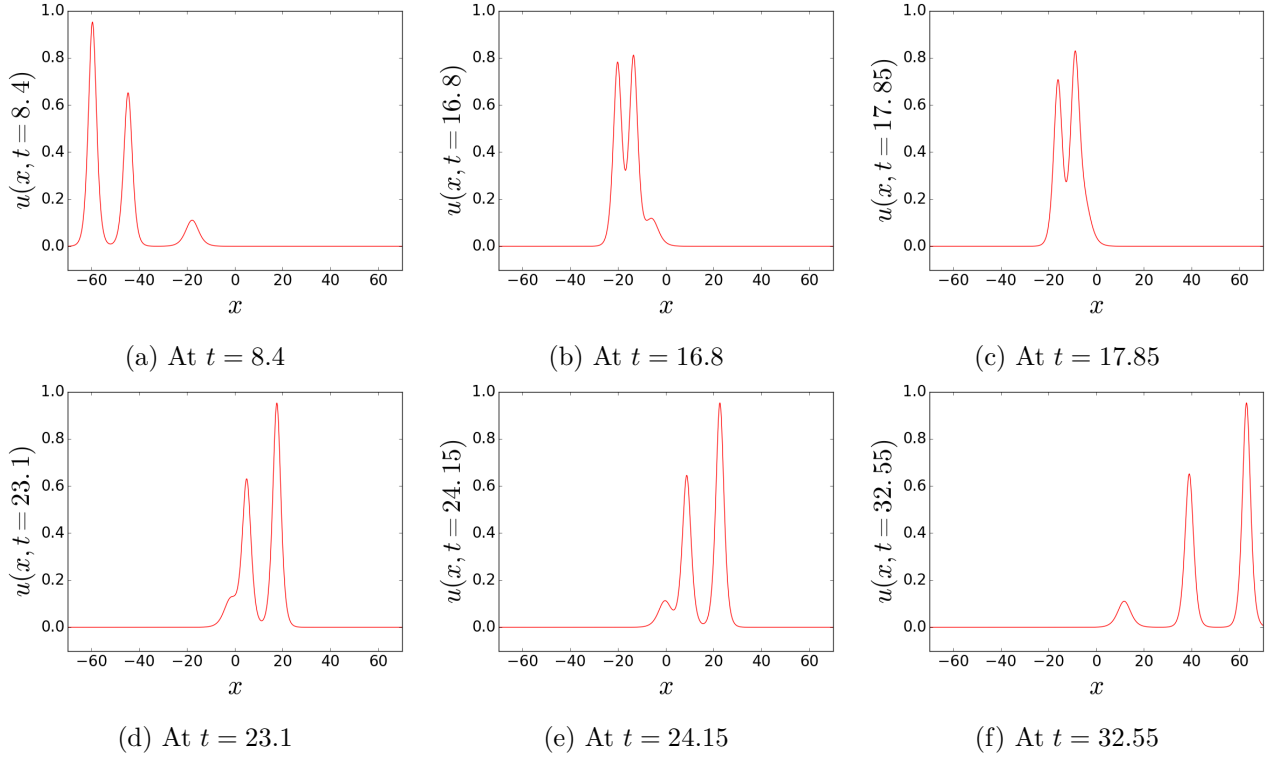 1.0
0.8
0.6
0.4
0.2
0.0
u(x, t = 8.4)
−60 −40 −20 0 20 40 60
x
(a) At t = 8.4
1.0
0.8
0.6
0.4
0.2
0.0
u(x, t = 16.8)
−60 −40 −20 0 20 40 60
x
(b) At t = 16.8
1.0
0.8
0.6
0.4
0.2
0.0
u(x, t = 17.85)
−60 −40 −20 0 20 40 60
x
(c) At t = 17.85
1.0
0.8
0.6
0.4
0.2
0.0
u(x, t = 23.1)
−60 −40 −20 0 20 40 60
x
(d) At t = 23.1
1.0
0.8
0.6
0.4
0.2
0.0
u(x, t = 24.15)
−60 −40 −20 0 20 40 60
x
(e) At t = 24.15
1.0
0.8
0.6
0.4
0.2
0.0
u(x, t = 32.55)
−60 −40 −20 0 20 40 60
x
(f) At t = 32.55